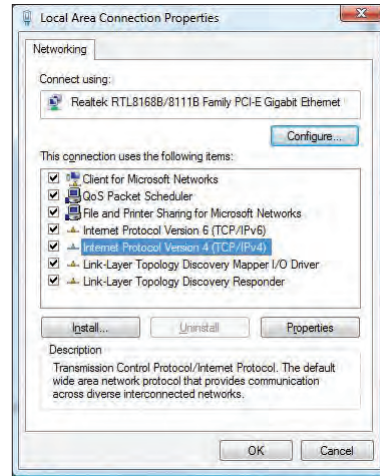 Local Area Connection Properties
Networking
Connect using:
Realtek RTL8168B/8111B Family PCI-E Gigabit Ethernet
Configure...
This connection uses the following items:
Client for Microsoft Networks
QoS Packet Scheduler
File and Printer Sharing for Microsoft Networks
Internet Protocol Version 6 (TCP/IPv6)
Internet Protocol Version 4 (TCP/IPv4)
Link-Layer Topology Discovery Mapper I/O Driver
Link-Layer Topology Discovery Responder
Install... Uninstall Properties
Description
Transmission Control Protocol/Internet Protocol. The default
wide area network protocol that provides communication
across diverse interconnected networks.
OK Cancel